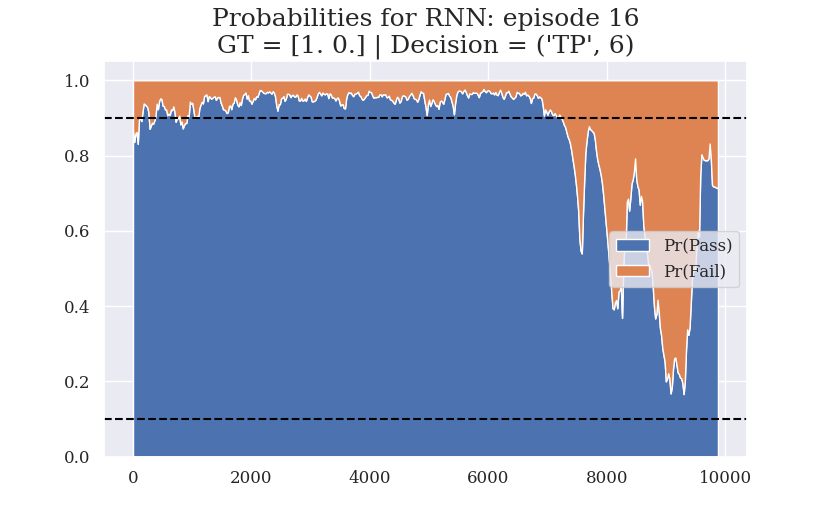 Probabilities for RNN: episode 16
GT = [1. 0.] | Decision = ('TP', 6)
1.0
0.8
0.6
0.4
0.2
0.0
Pr(Pass)
Pr(Fail)
0 2000 4000 6000 8000 10000